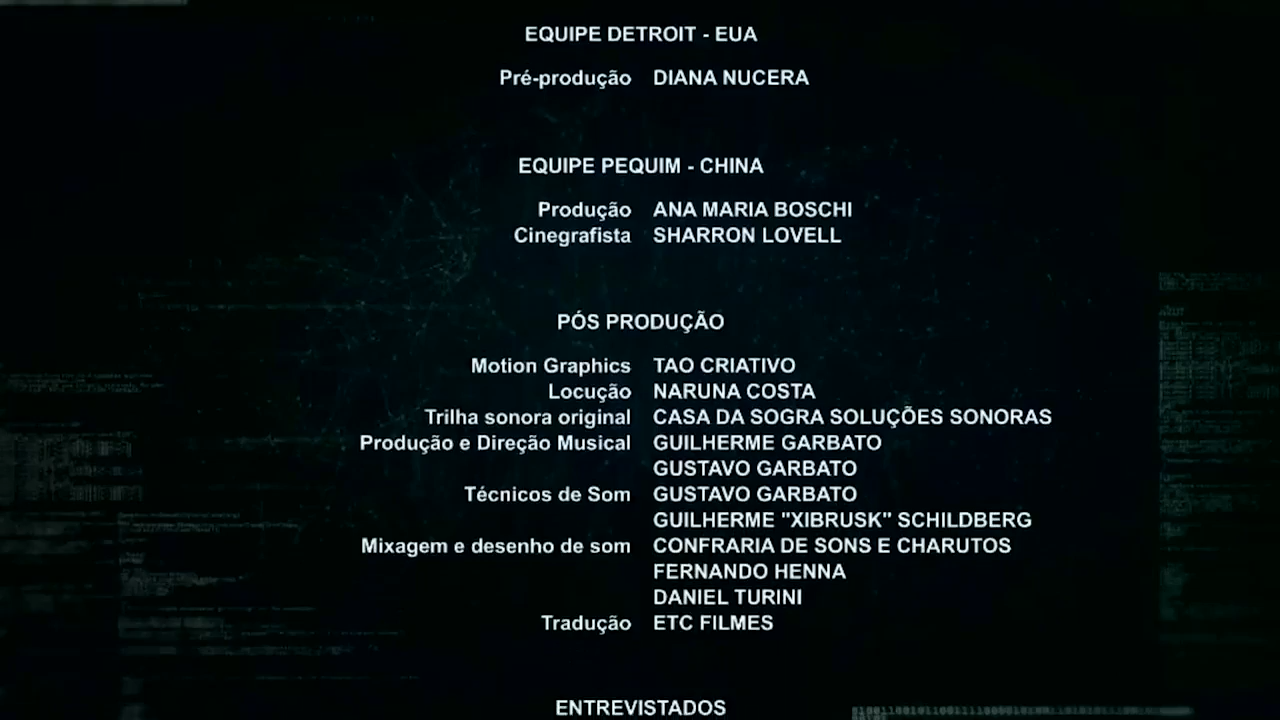 EQUIPE DETROIT - EUA
Pré-produção DIANA NUCERA
EQUIPE PEQUIM - CHINA
Produção ANA MARIA BOSCHI
Cinegrafista SHARRON LOVELL
PÓS PRODUÇÃO
Motion Graphics TAO CRIATIVO
Locução NARUNA COSTA
Trilha sonora original CASA DA SOGRA SOLUÇÕES SONORAS
Produção e Direção Musical GUILHERME GARBATO
GUSTAVO GARBATO
Técnicos de Som GUSTAVO GARBATO
GUILHERME "XIBRUSK" SCHILDBERG
Mixagem e desenho de som CONFRARIA DE SONS E CHARUTOS
FERNANDO HENNA
DANIEL TURINI
Tradução ETC FILMES
ENTREVISTADOS